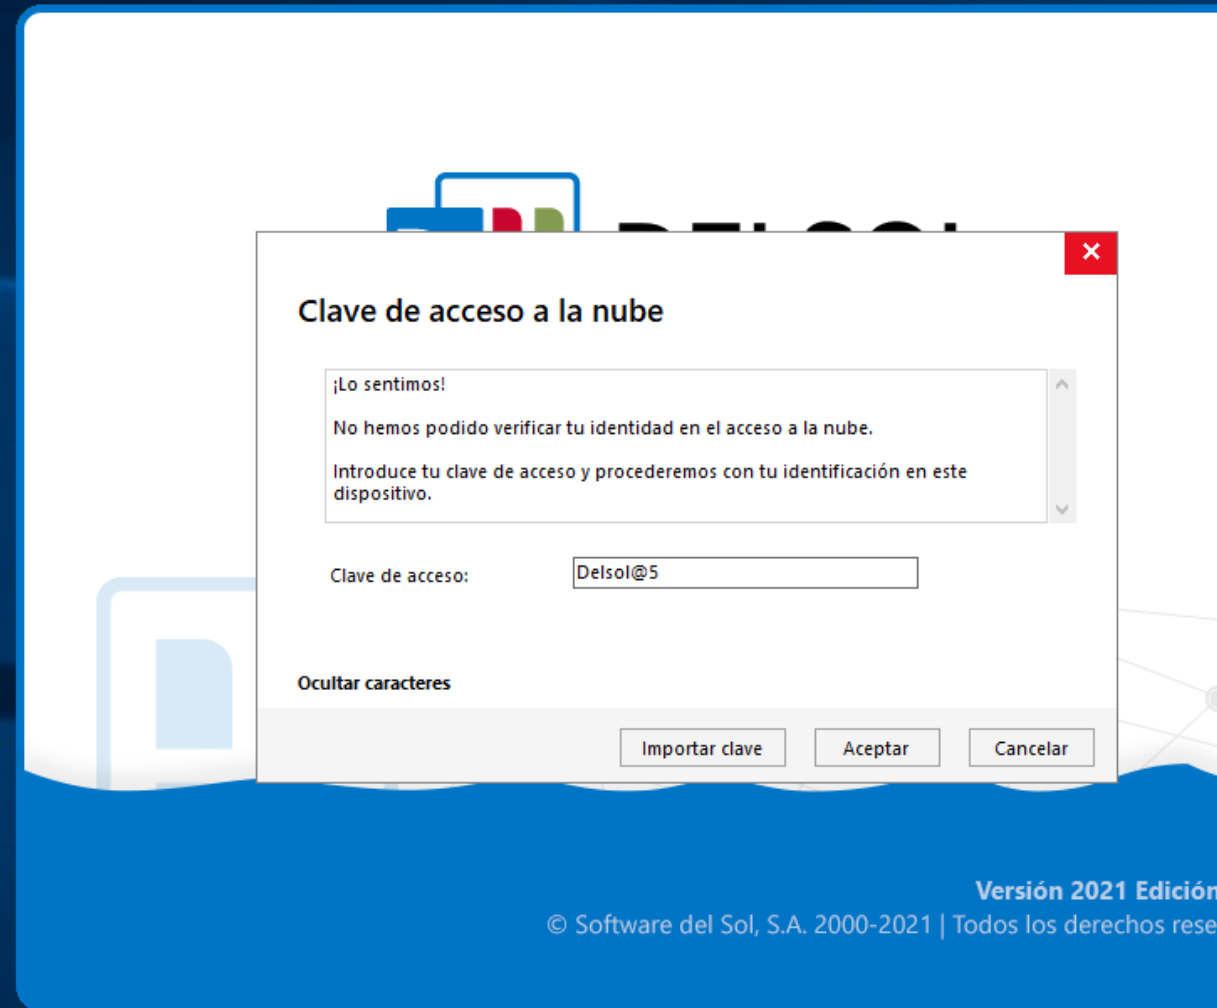 Clave de acceso a la nube
¡Lo sentimos!
No hemos podido verificar tu identidad en el acceso a la nube.
Introduce tu clave de acceso y procederemos con tu identificación en este
dispositivo.
Clave de acceso: Delsol@5
Ocultar caracteres
Importar clave Aceptar Cancelar
Versión 2021 Edición
© Software del Sol, S.A. 2000-2021 | Todos los derechos rese